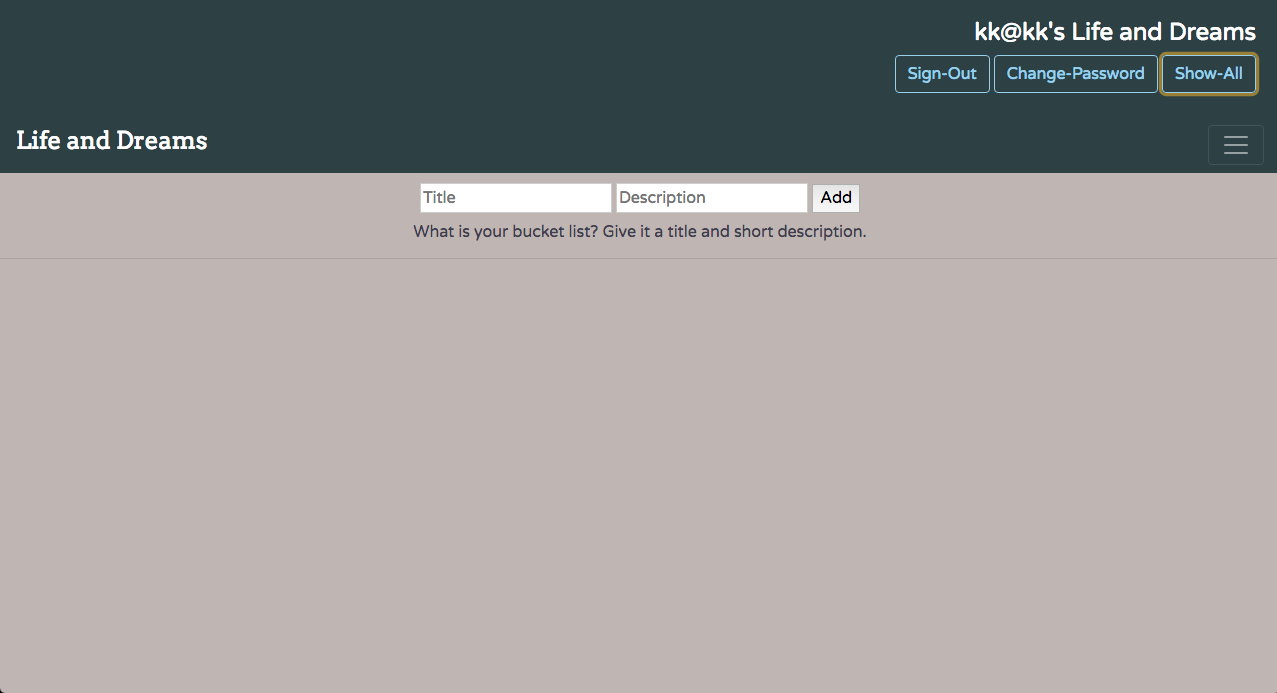 kk@kk's Life and Dreams
Sign-Out Change-Password Show-All
Life and Dreams
Title Description Add
What is your bucket list? Give it a title and short description.